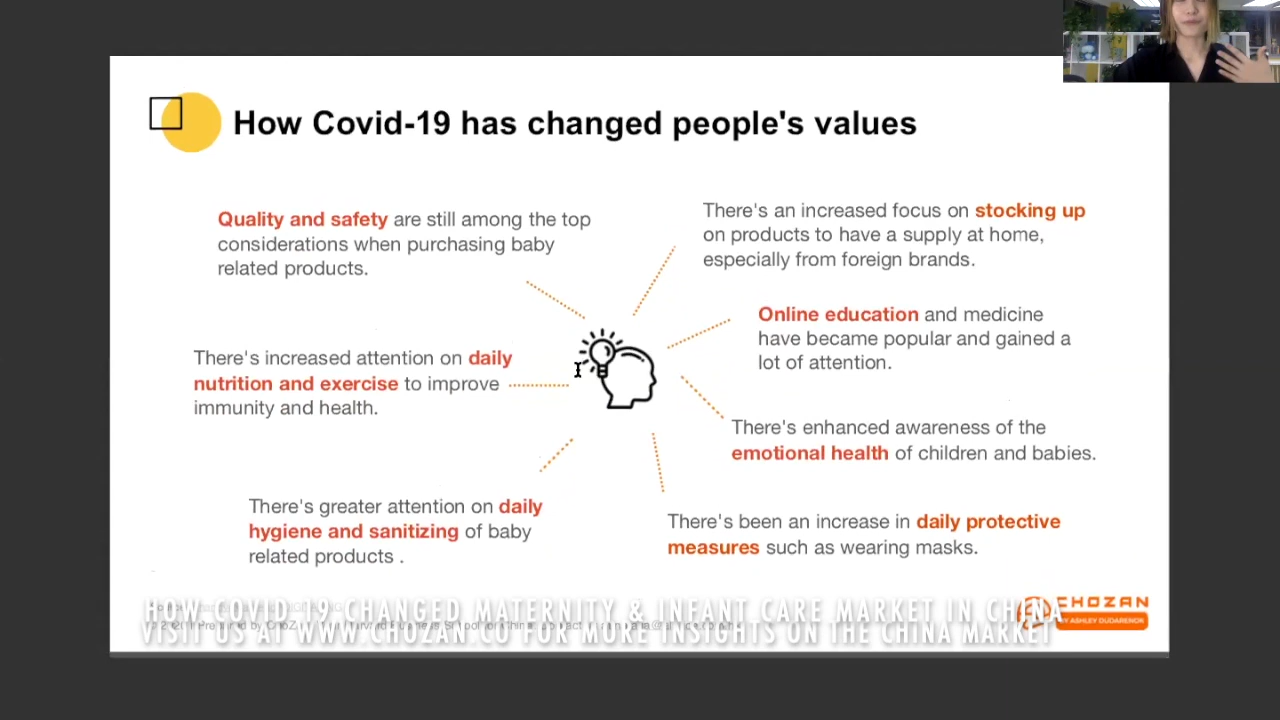 How Covid-19 has changed people's values
Quality and safety are still among the top
considerations when purchasing baby
related products.
There's increased attention on daily
nutrition and exercise to improve
immunity and health.
There's greater attention on daily
hygiene and sanitizing of baby
related products .
There's an increased focus on stocking up
on products to have a supply at home,
especially from foreign brands.
Online education and medicine
have became popular and gained a
lot of attention.
There's enhanced awareness of the
emotional health of children and babies.
There's been an increase in daily protective
measures such as wearing masks.
HOW COVID-19 CHANGED MATERNITY & INFANT CARE MARKET IN CHINA
VISIT US AT WWW.CHOZAN.CO FOR MORE INSIGHTS ON THE CHINA MARKET
CHOZAN
BY ASHLEY DUDARENOK